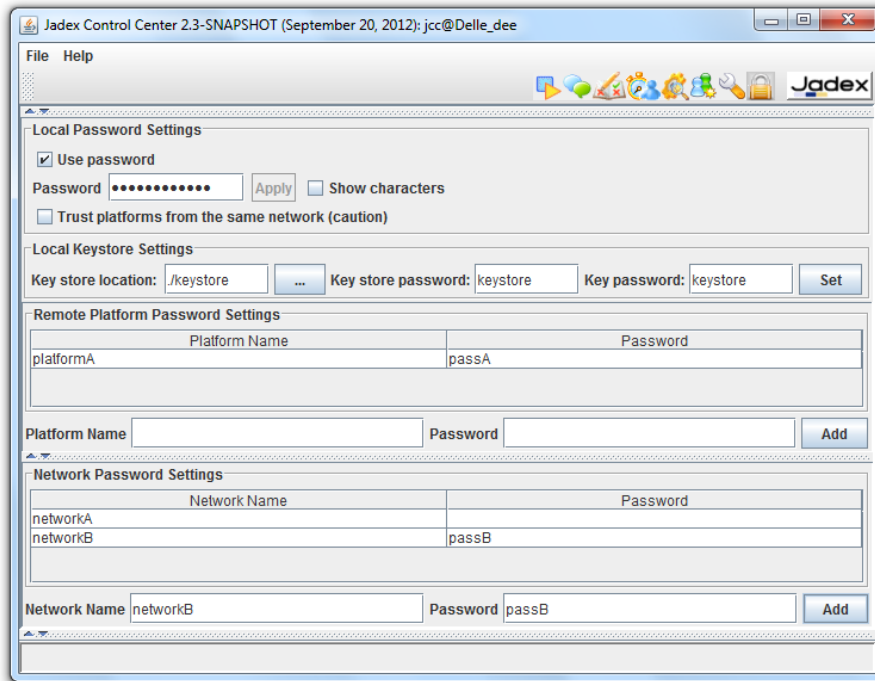 Jadex Control Center 2.3-SNAPSHOT (September 20, 2012): jcc@Delle_dee
File Help
Jadex
Local Password Settings
Use password
Password •••••••••••• Apply Show characters
Trust platforms from the same network (caution)
Local Keystore Settings
Key store location: ./keystore ... Key store password: keystore Key password: keystore Set
Remote Platform Password Settings
Platform Name Password
platformA passA
Platform Name Password Add
Network Password Settings
Network Name Password
networkA
networkB passB
Network Name networkB Password passB Add